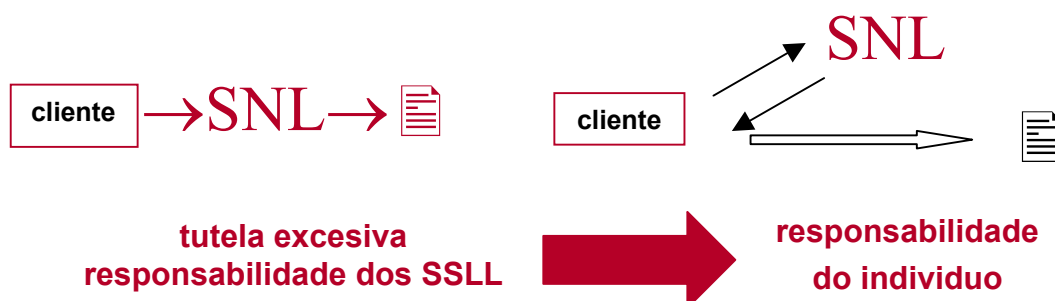 cliente
SNL
SNL
cliente
tutela excesiva
responsabilidade dos SSLL
responsabilidade
do individuo